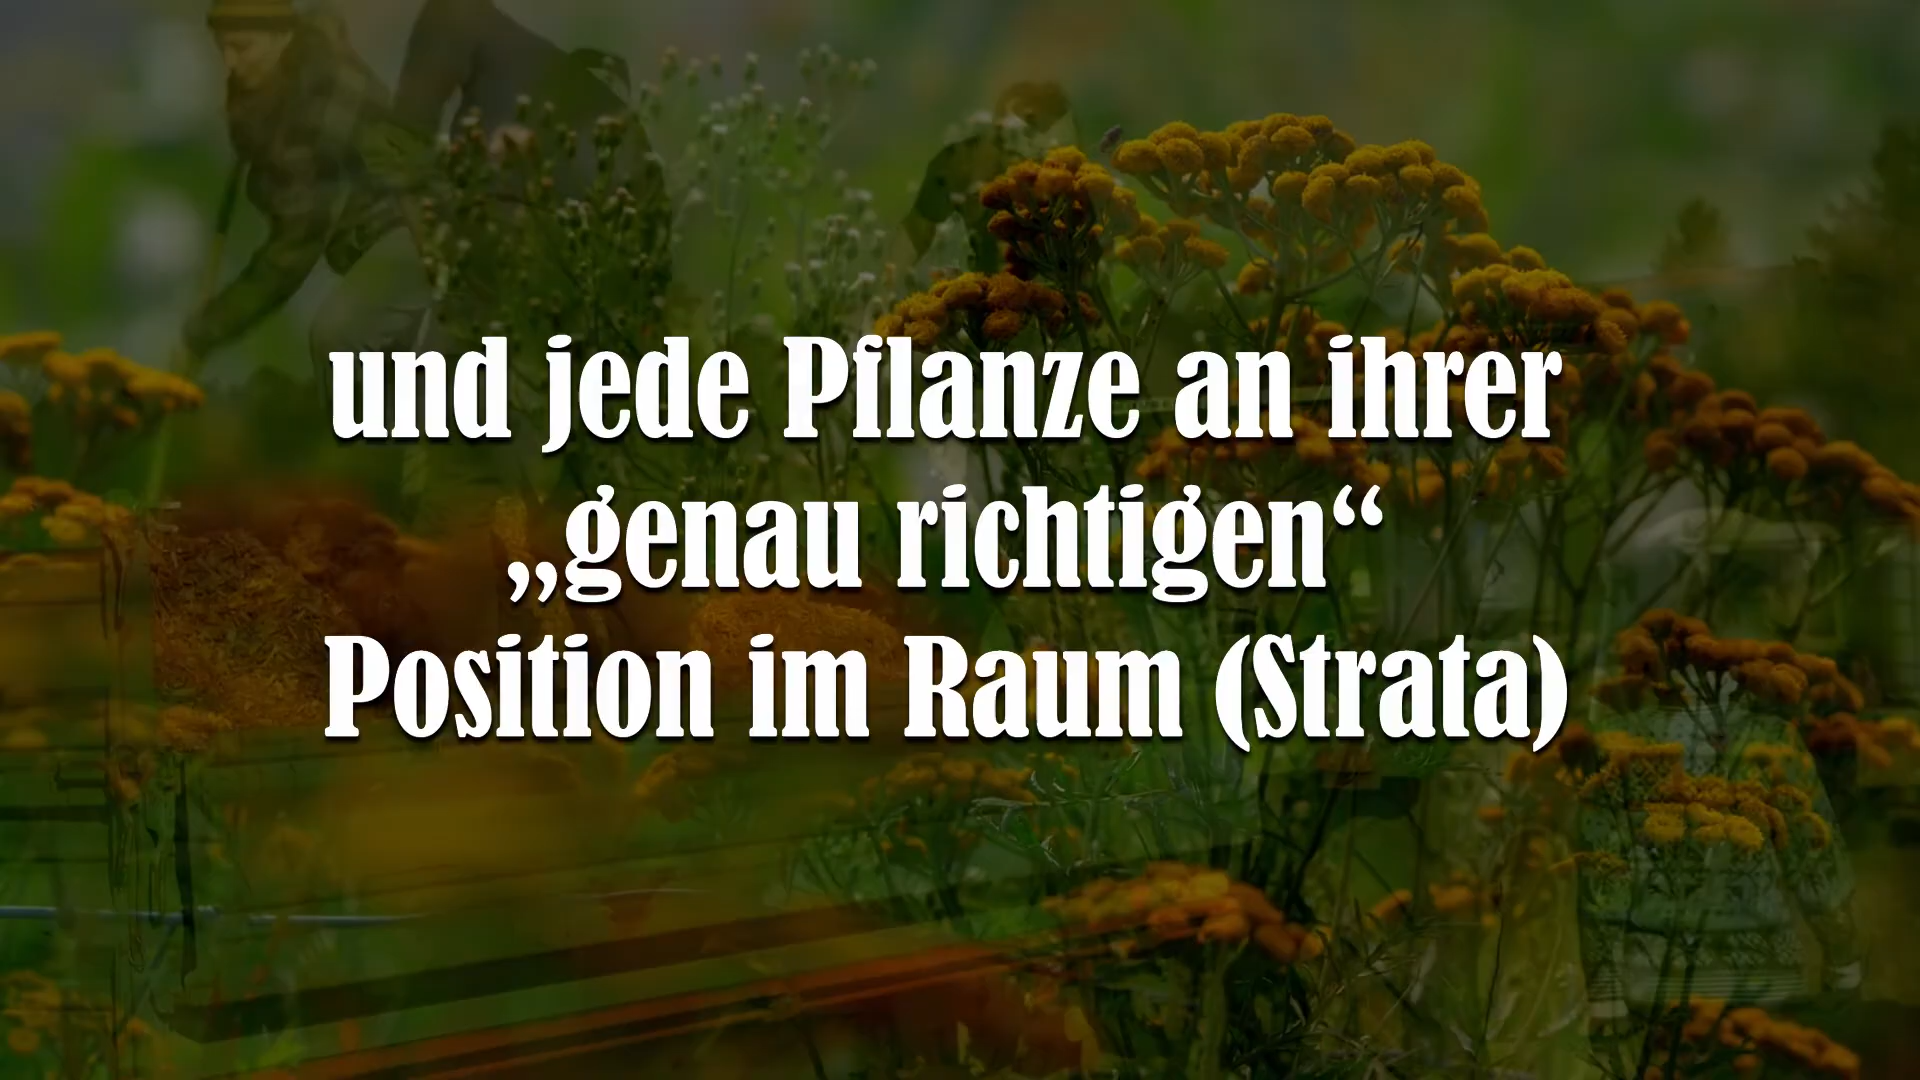 und jede Pflanze an ihrer
„genau richtigen“
Position im Raum (Strata)